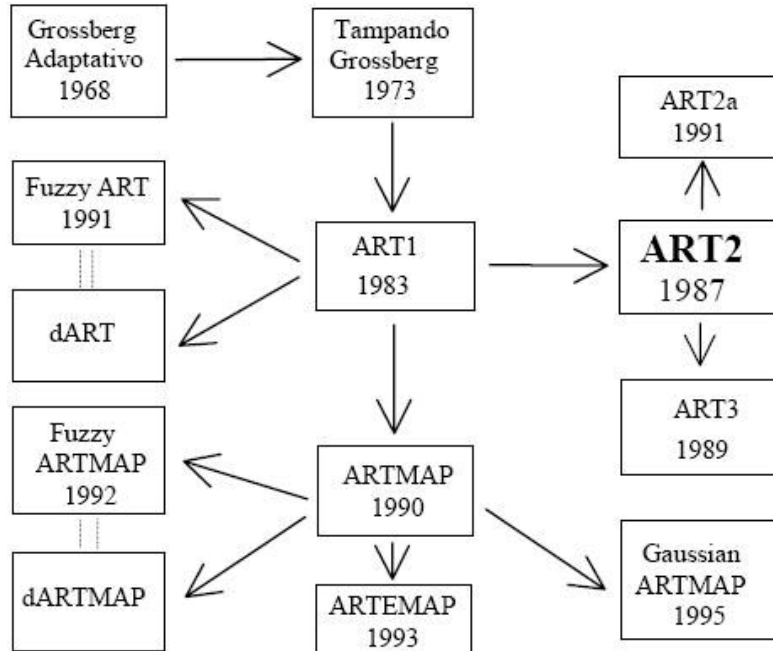 Grossberg
Adaptativo
1968
Tampando
Grossberg
1973
ART2a
1991
Fuzzy ART
1991
ART1
1983
ART2
1987
dART
ART3
1989
Fuzzy
ARTMAP
1992
ARTMAP
1990
Gaussian
ARTMAP
1995
dARTMAP
ARTEMAP
1993